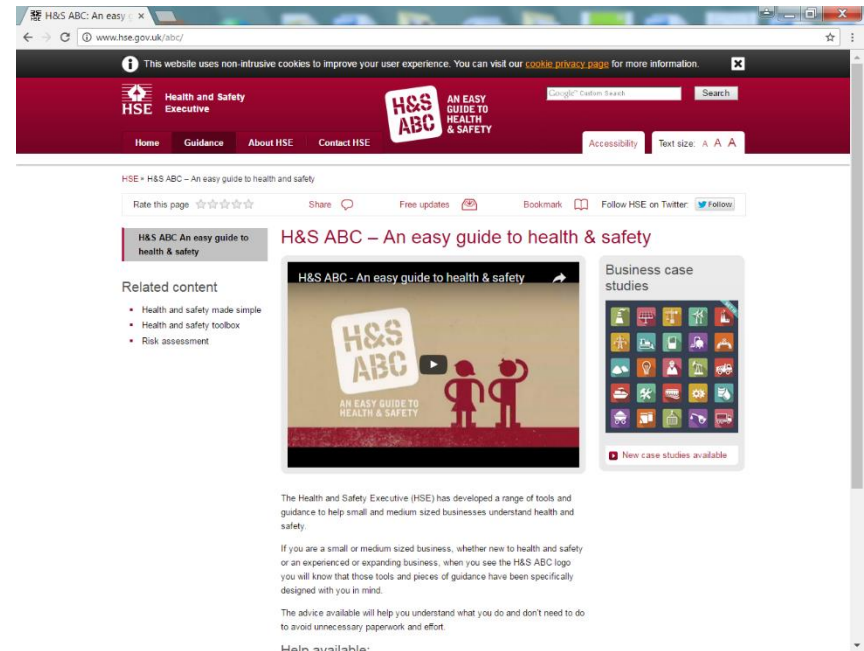 H&S ABC: An easy g
www.hse.gov.uk/abc/
This website uses non-intrusive cookies to improve your user experience. You can visit our cookie privacy page for more information.
HSE
Health and Safety
Executive
H&S
ABC
AN EASY
GUIDE TO
HEALTH
& SAFETY
Google™ Custom Search
Search
Home Guidance About HSE Contact HSE
Accessibility Text size: A A A
HSE » H&S ABC – An easy guide to health and safety
Rate this page Share Free updates Bookmark Follow HSE on Twitter: Follow
H&S ABC An easy guide to
health & safety
Related content
• Health and safety made simple
• Health and safety toolbox
• Risk assessment
H&S ABC – An easy guide to health & safety
H&S ABC - An easy guide to health & safety
H&S
ABC
AN EASY GUIDE TO
HEALTH & SAFETY
Business case
studies
New case studies available
The Health and Safety Executive (HSE) has developed a range of tools and
guidance to help small and medium sized businesses understand health and
safety.
If you are a small or medium sized business, whether new to health and safety
or an experienced or expanding business, when you see the H&S ABC logo
you will know that those tools and pieces of guidance have been specifically
designed with you in mind.
The advice available will help you understand what you do and don't need to do
to avoid unnecessary paperwork and effort.
Help available: